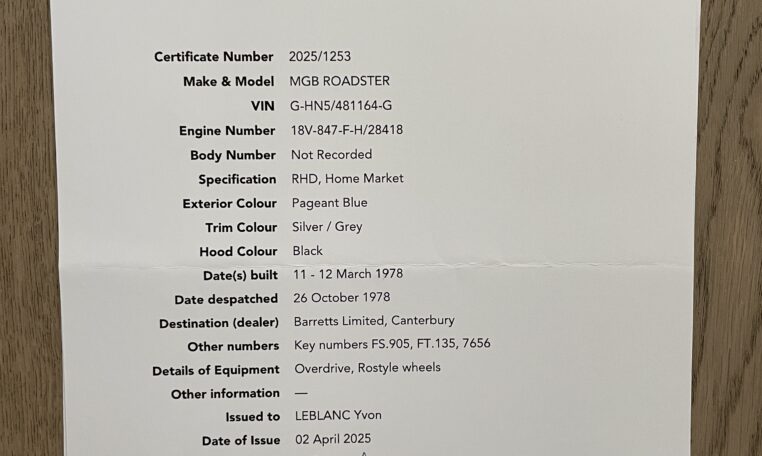 Certificate Number 2025/1253
Make & Model MGB ROADSTER
VIN G-HN5/481164-G
Engine Number 18V-847-F-H/28418
Body Number Not Recorded
Specification RHD, Home Market
Exterior Colour Pageant Blue
Trim Colour Silver / Grey
Hood Colour Black
Date(s) built 11 - 12 March 1978
Date despatched 26 October 1978
Destination (dealer) Barretts Limited, Canterbury
Other numbers Key numbers FS.905, FT.135, 7656
Details of Equipment Overdrive, Rostyle wheels
Other information —
Issued to LEBLANC Yvon
Date of Issue 02 April 2025